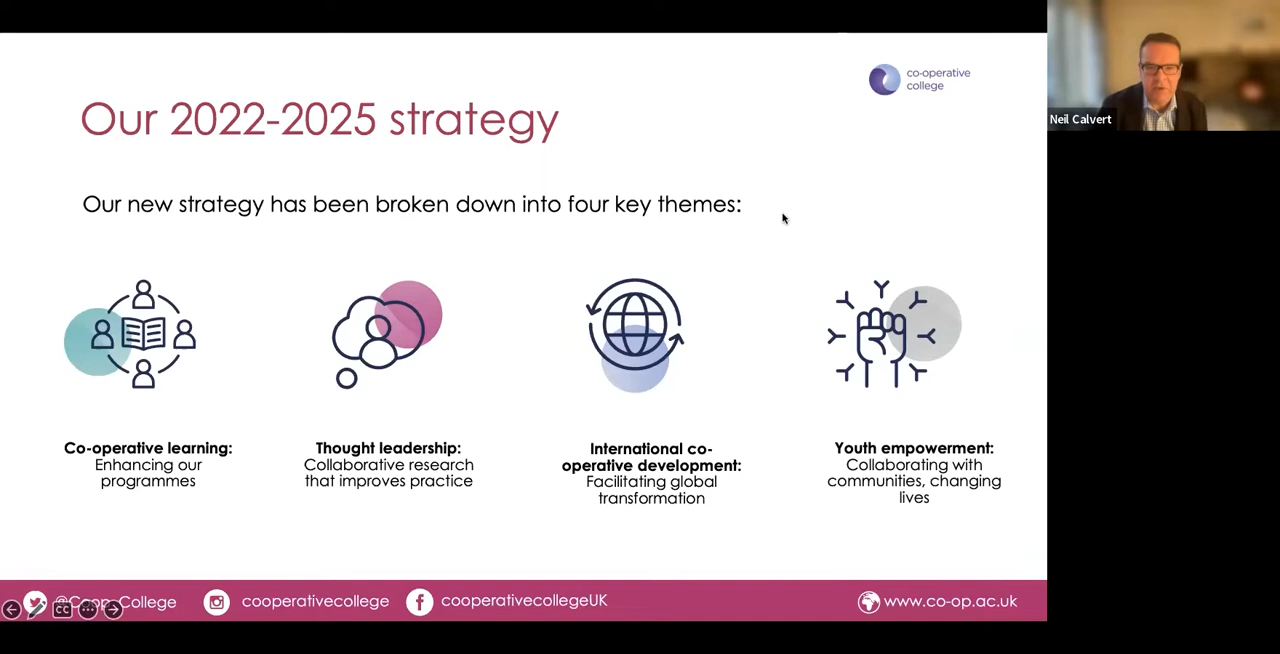 co-operative
college
Our 2022-2025 strategy
Neil Calvert
Our new strategy has been broken down into four key themes:
Co-operative learning:
Enhancing our
programmes
Thought leadership:
Collaborative research
that improves practice
International co-
operative development:
Facilitating global
transformation
Youth empowerment:
Collaborating with
communities, changing
lives
@Coop_College
CC
cooperativecollege
cooperativecollegeUK
www.co-op.ac.uk